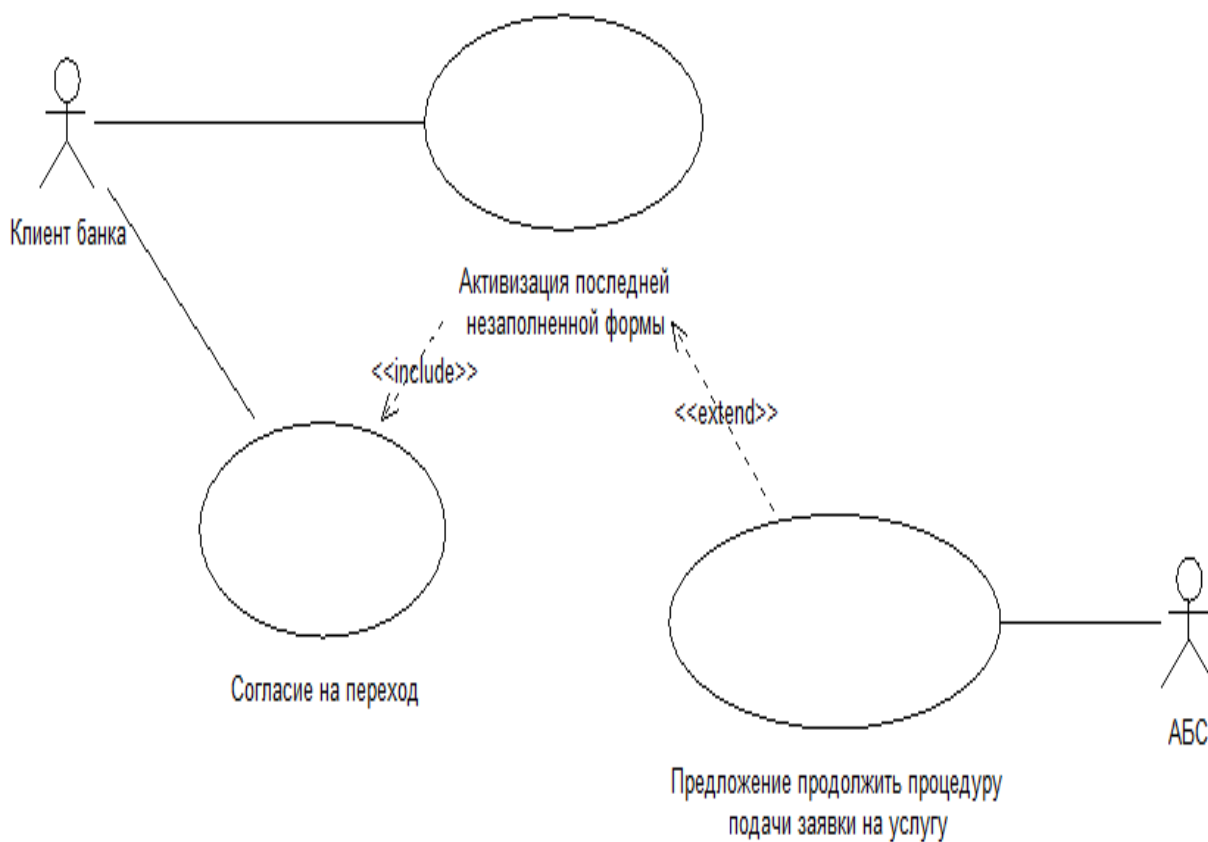 Клиент банка
Активизация последней
незаполненной формы
<<include>>
<<extend>>
Согласие на переход
АБС
Предложение продолжить процедуру
подачи заявки на услугу